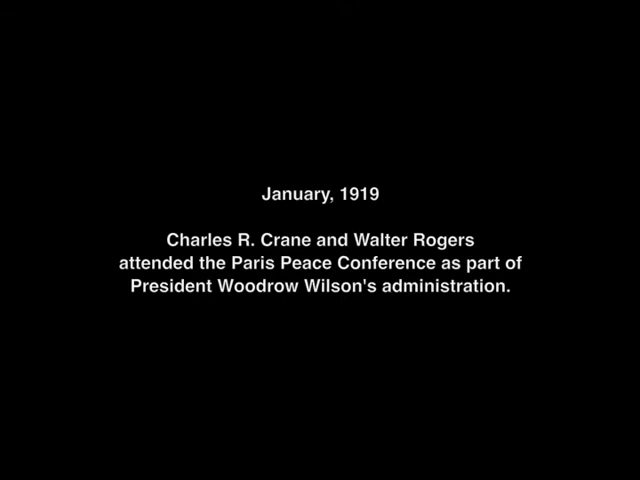 January, 1919
Charles R. Crane and Walter Rogers
attended the Paris Peace Conference as part of
President Woodrow Wilson's administration.